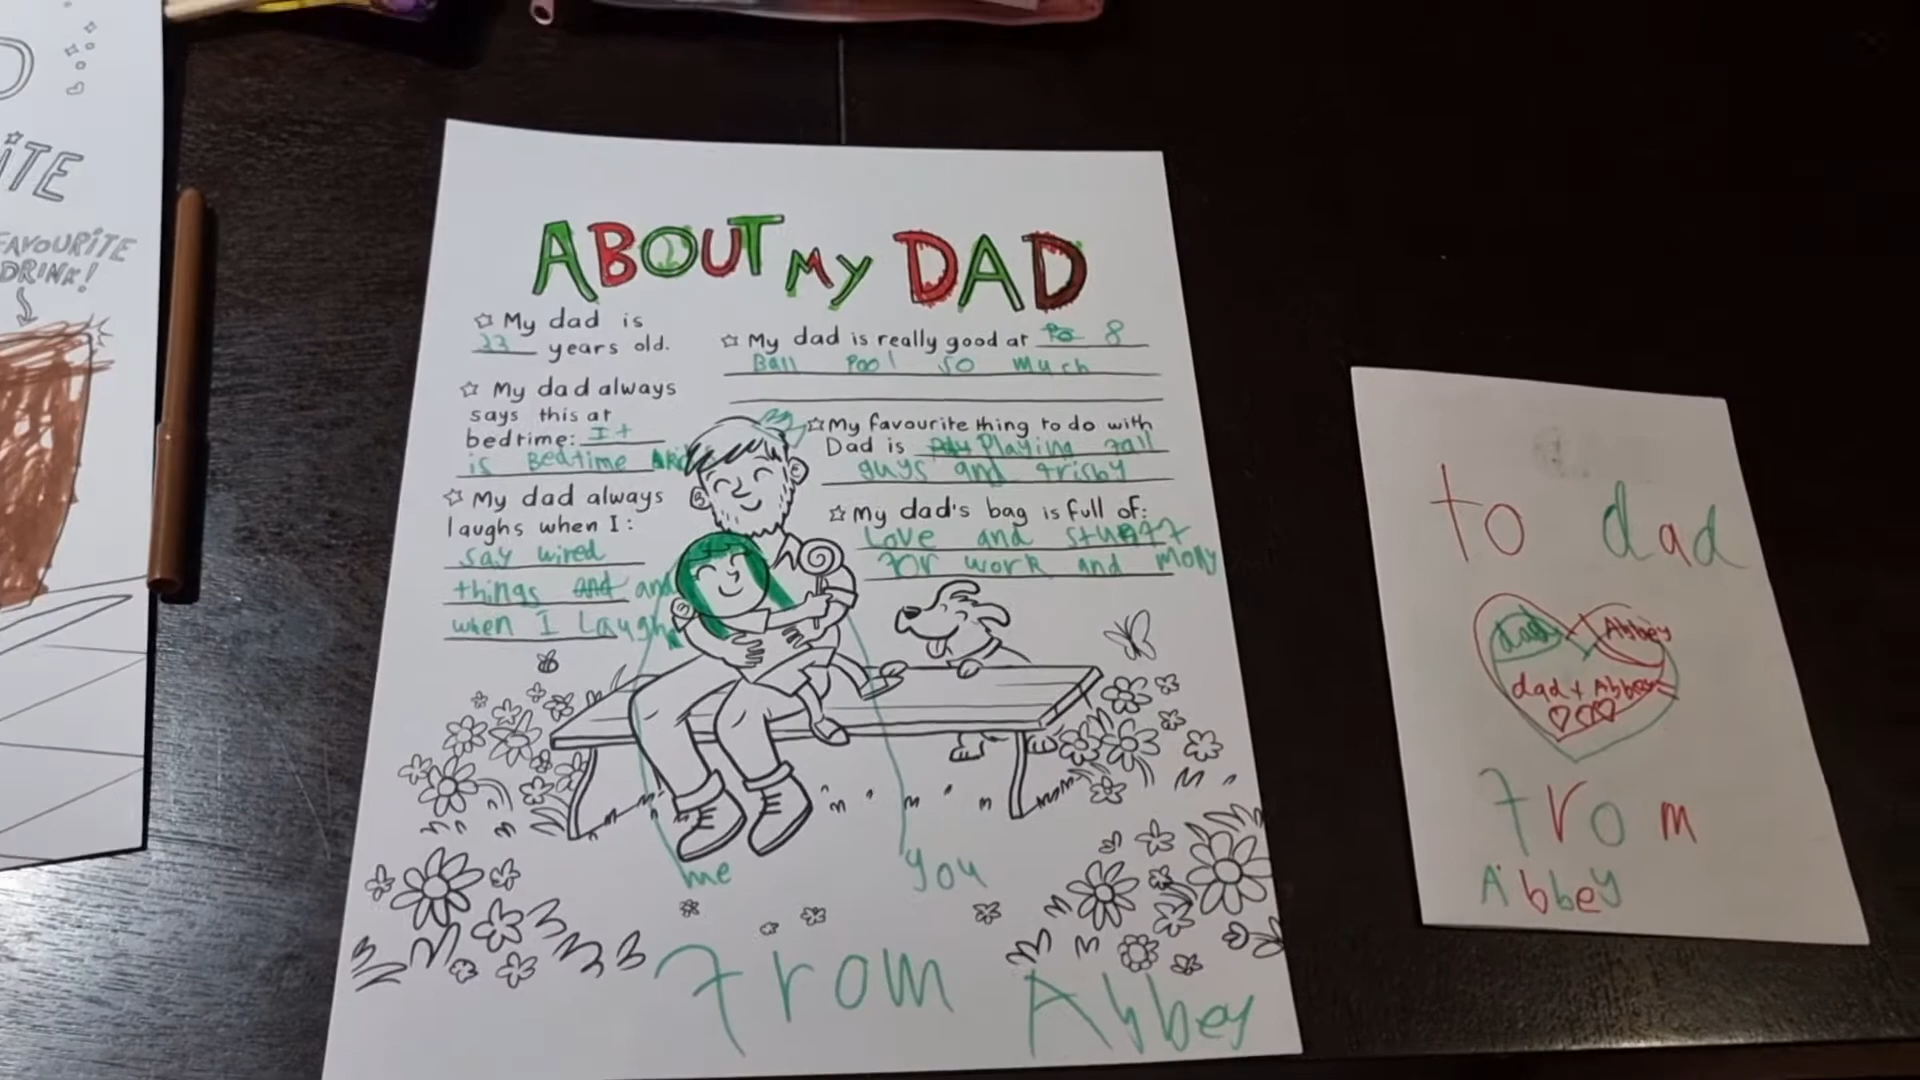 ITE
FAVOURITE
DRINK!
ABOUT MY DAD
My dad is
33 years old.
My dad always
says this at
bedtime: It
is Bedtime
My dad always
laughs when I:
say wired
things and and
when I Laugh
My dad is really good at 8
Ball Pool so much
My favourite thing to do with
Dad is Playing fall
guys and frisby
My dad's bag is full of:
Love and stuff
for work and mony
me you
From Abbey
to dad
dad Abbey
dad + Abbey
from
Abbey